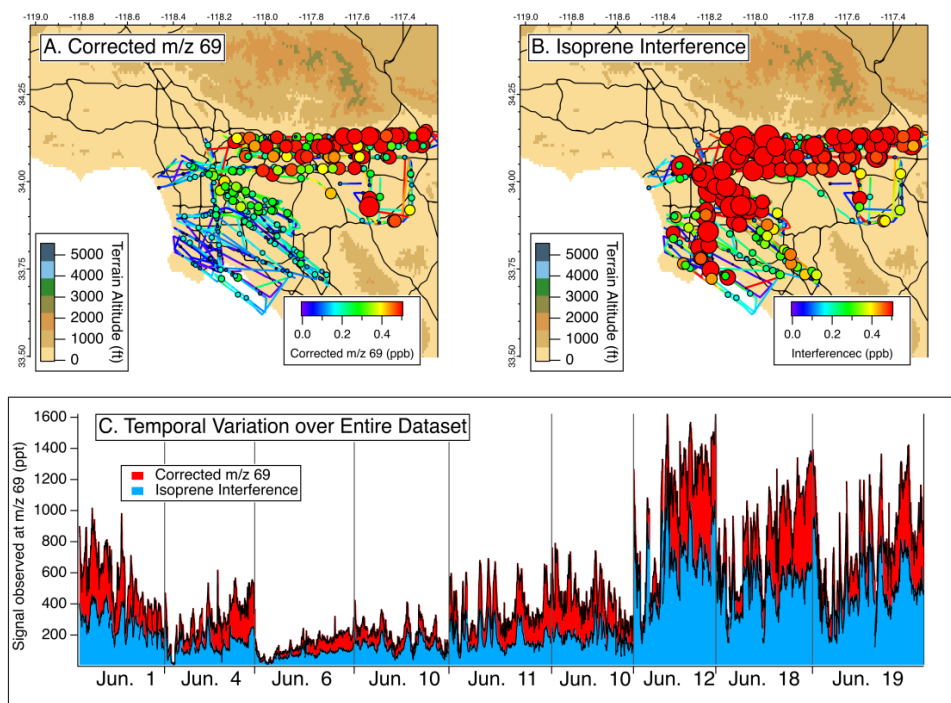 -119.0 -118.8 -118.6 -118.4 -118.2 -118.0 -117.8 -117.6 -117.4
A. Corrected m/z 69
34.25
34.00
33.75
33.50
5000
4000
3000
2000
1000
0
Terrain Altitude (ft)
0.0 0.2 0.4
Corrected m/z 69 (ppb)
-119.0 -118.8 -118.6 -118.4 -118.2 -118.0 -117.8 -117.6 -117.4
B. Isoprene Interference
34.25
34.00
33.75
33.50
5000
4000
3000
2000
1000
0
Terrain Altitude (ft)
0.0 0.2 0.4
Interferencec (ppb)
C. Temporal Variation over Entire Dataset
Corrected m/z 69
Isoprene Interference
Signal observed at m/z 69 (ppt)
1600
1400
1200
1000
800
600
400
200
Jun. 1 Jun. 4 Jun. 6 Jun. 10 Jun. 11 Jun. 10 Jun. 12 Jun. 18 Jun. 19